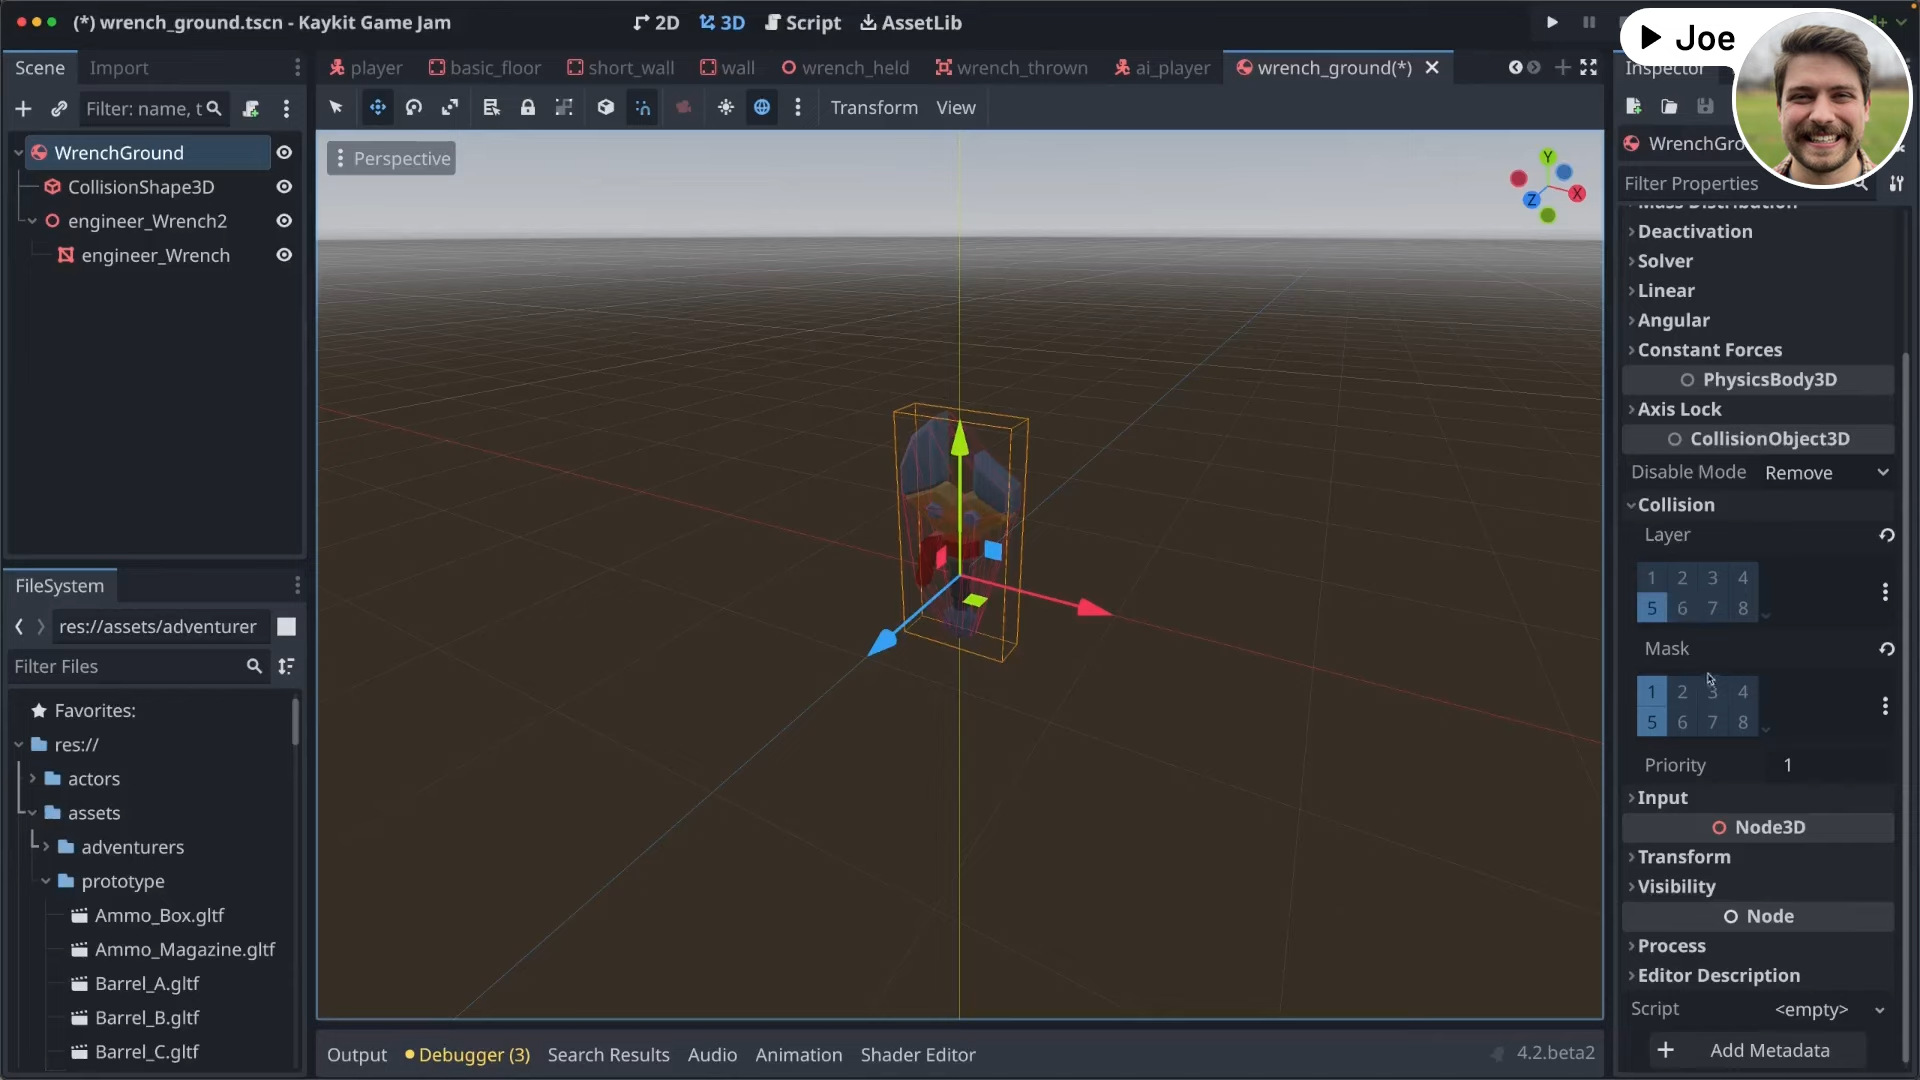 (*) wrench_ground.tscn - Kaykit Game Jam
2D
3D
Script
AssetLib
Joe
Scene
Import
Filter: name, t
WrenchGround
CollisionShape3D
engineer_Wrench2
engineer_Wrench
FileSystem
res://assets/adventurer
Filter Files
Favorites:
res://
actors
assets
adventurers
prototype
Ammo_Box.gltf
Ammo_Magazine.gltf
Barrel_A.gltf
Barrel_B.gltf
Barrel_C.gltf
player
basic_floor
short_wall
wall
wrench_held
wrench_thrown
ai_player
wrench_ground(*)
Transform
View
Perspective
Y
X
Z
Output
Debugger (3)
Search Results
Audio
Animation
Shader Editor
4.2.beta2
Inspector
WrenchGro
Filter Properties
Mass Distribution
Deactivation
Solver
Linear
Angular
Constant Forces
PhysicsBody3D
Axis Lock
CollisionObject3D
Disable Mode
Remove
Collision
Layer
1 2 3 4
5 6 7 8
Mask
1 2 3 4
5 6 7 8
Priority
1
Input
Node3D
Transform
Visibility
Node
Process
Editor Description
Script
<empty>
Add Metadata